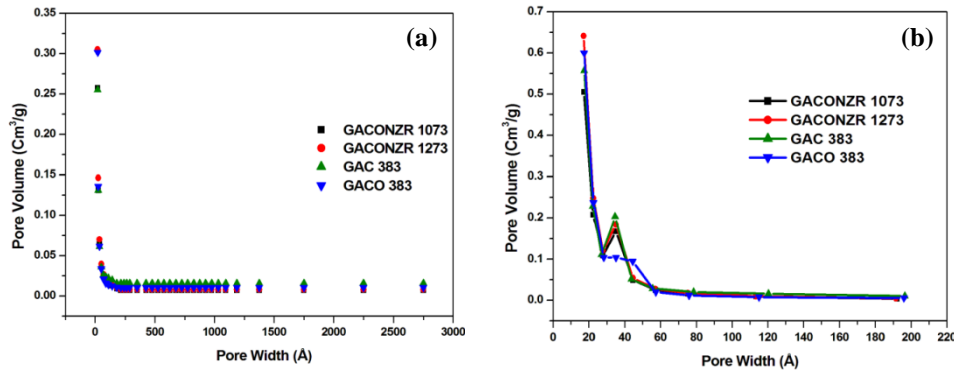 (a)
Pore Volume (Cm³/g)
0.30
0.25
0.20
0.15
0.10
0.05
0.00
GACONZR 1073
GACONZR 1273
GAC 383
GACO 383
0 500 1000 1500 2000 2500 3000
Pore Width (Å)
(b)
Pore Volume (Cm³/g)
0.7
0.6
0.5
0.4
0.3
0.2
0.1
0.0
GACONZR 1073
GACONZR 1273
GAC 383
GACO 383
0 20 40 60 80 100 120 140 160 180 200 220
Pore Width (Å)